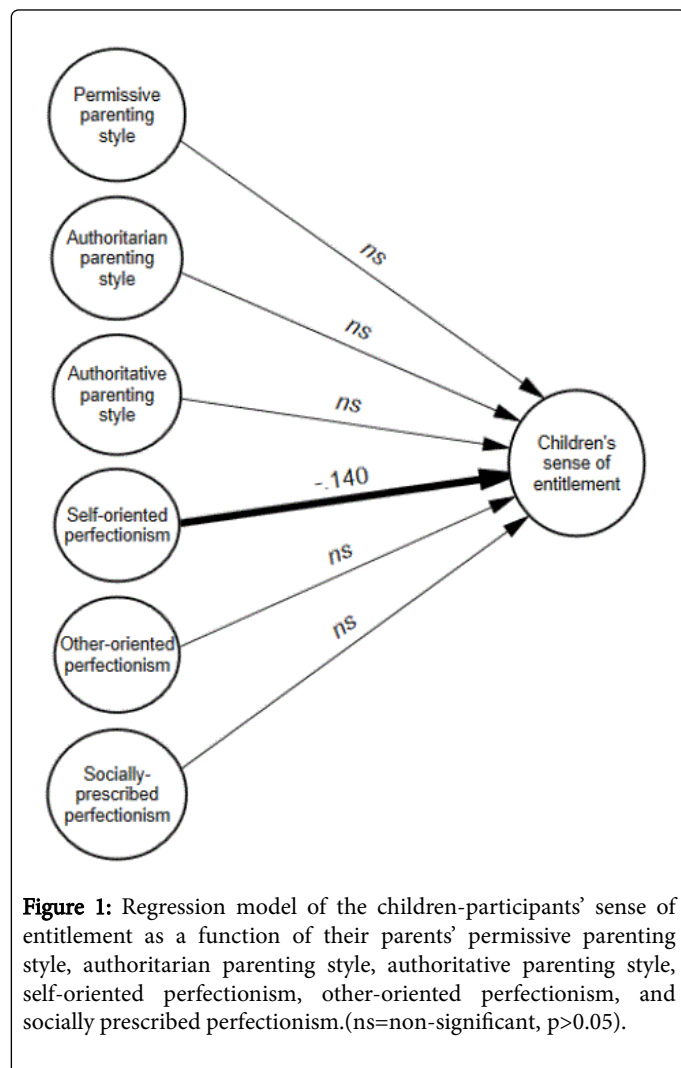 Permissive
parenting
style
ns
Authoritarian
parenting
style
ns
Authoritative
parenting
style
ns
Children's
sense of
entitlement
-.140
Self-oriented
perfectionism
ns
Other-oriented
perfectionism
ns
Socially-
prescribed
perfectionism
Figure 1: Regression model of the children-participants' sense of
entitlement as a function of their parents' permissive parenting
style, authoritarian parenting style, authoritative parenting style,
self-oriented perfectionism, other-oriented perfectionism, and
socially prescribed perfectionism.(ns=non-significant, p>0.05).